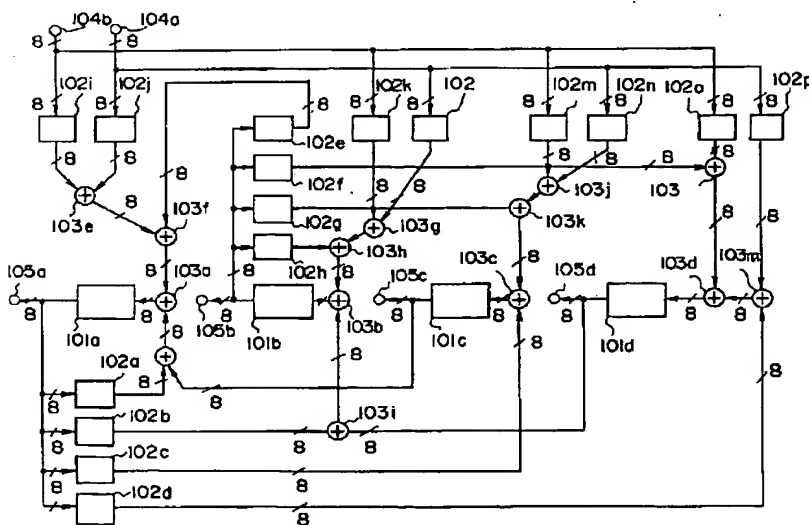 104b 104a
8 8
102i 102j 8 102k 102 102m 102n 102o 102p
8 8 8 8 8 8 8 8
102e
8 8 8 8 8 8 8 8
102f 8
103j 103
103e 8 103f 102g 103g 103k 8 8
103h
8 102h 8 8
105a 103a 8 8 105c 103c 105d 103d 103m
8 8 105b 8 103b 8 8 8 8 8 8
101a 101b 101c 101d
102a 8 8
8 8 8 8
102b 103i
8 8 8
102c
8 8
102d
8 8